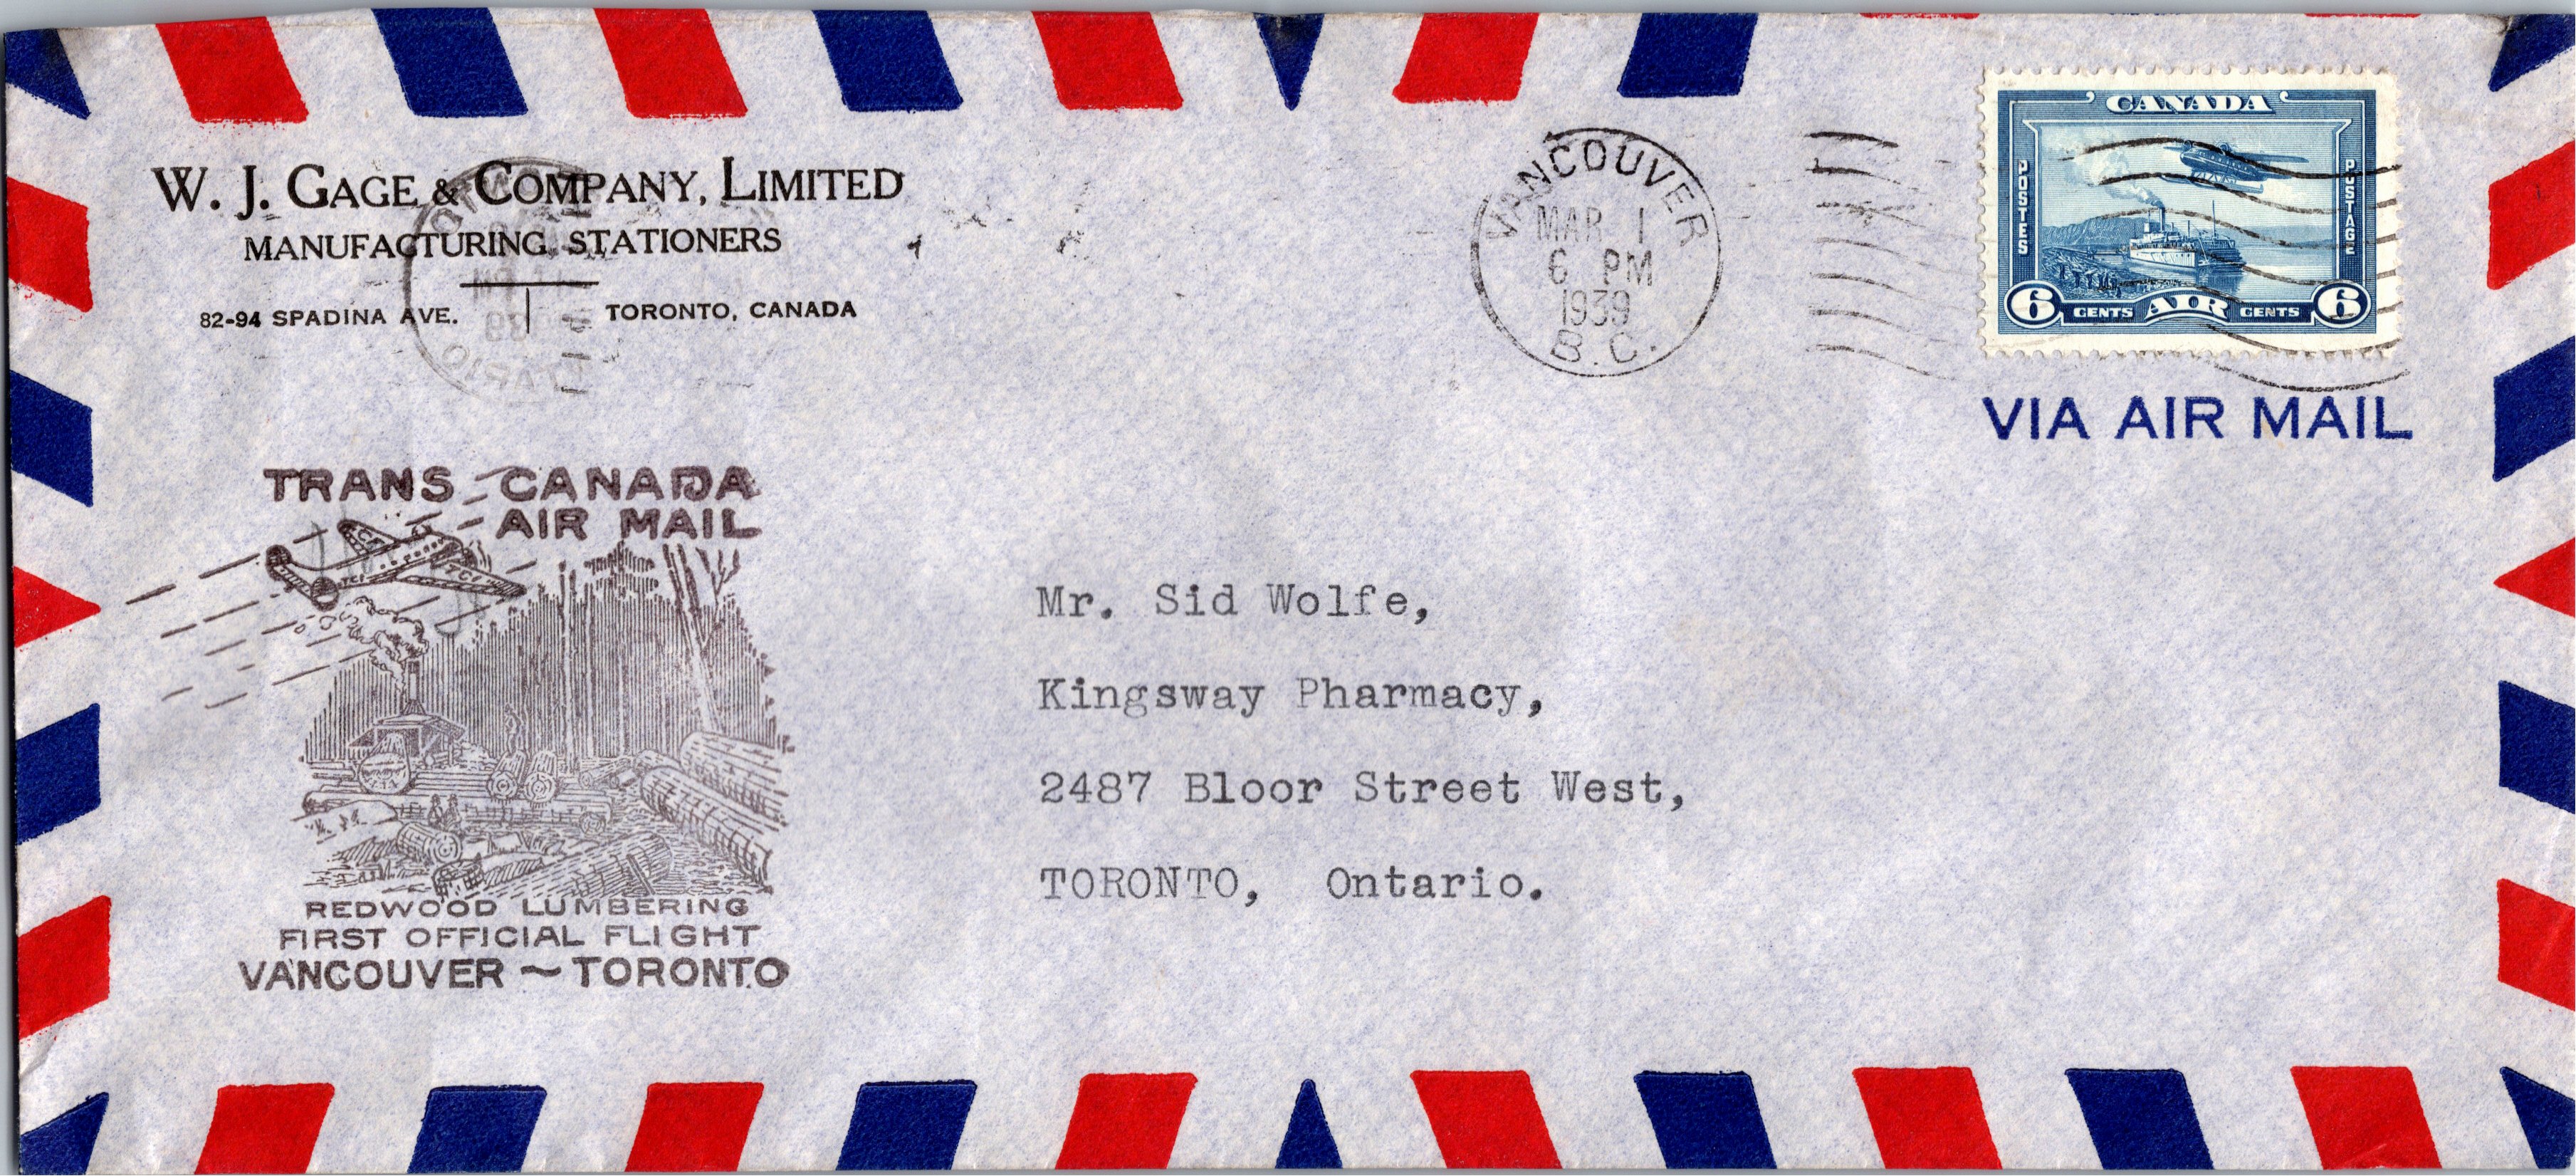 W. J. GAGE & COMPANY, LIMITED
MANUFACTURING STATIONERS
82-94 SPADINA AVE. TORONTO, CANADA
VANCOUVER
MAR 1
6 PM
1939
B.C.
CANADA
POSTES
POSTAGE
6 CENTS AIR CENTS 6
VIA AIR MAIL
TRANS CANADA
AIR MAIL
CF
TCA
REDWOOD LUMBERING
FIRST OFFICIAL FLIGHT
VANCOUVER ~ TORONTO
Mr. Sid Wolfe,
Kingsway Pharmacy,
2487 Bloor Street West,
TORONTO, Ontario.